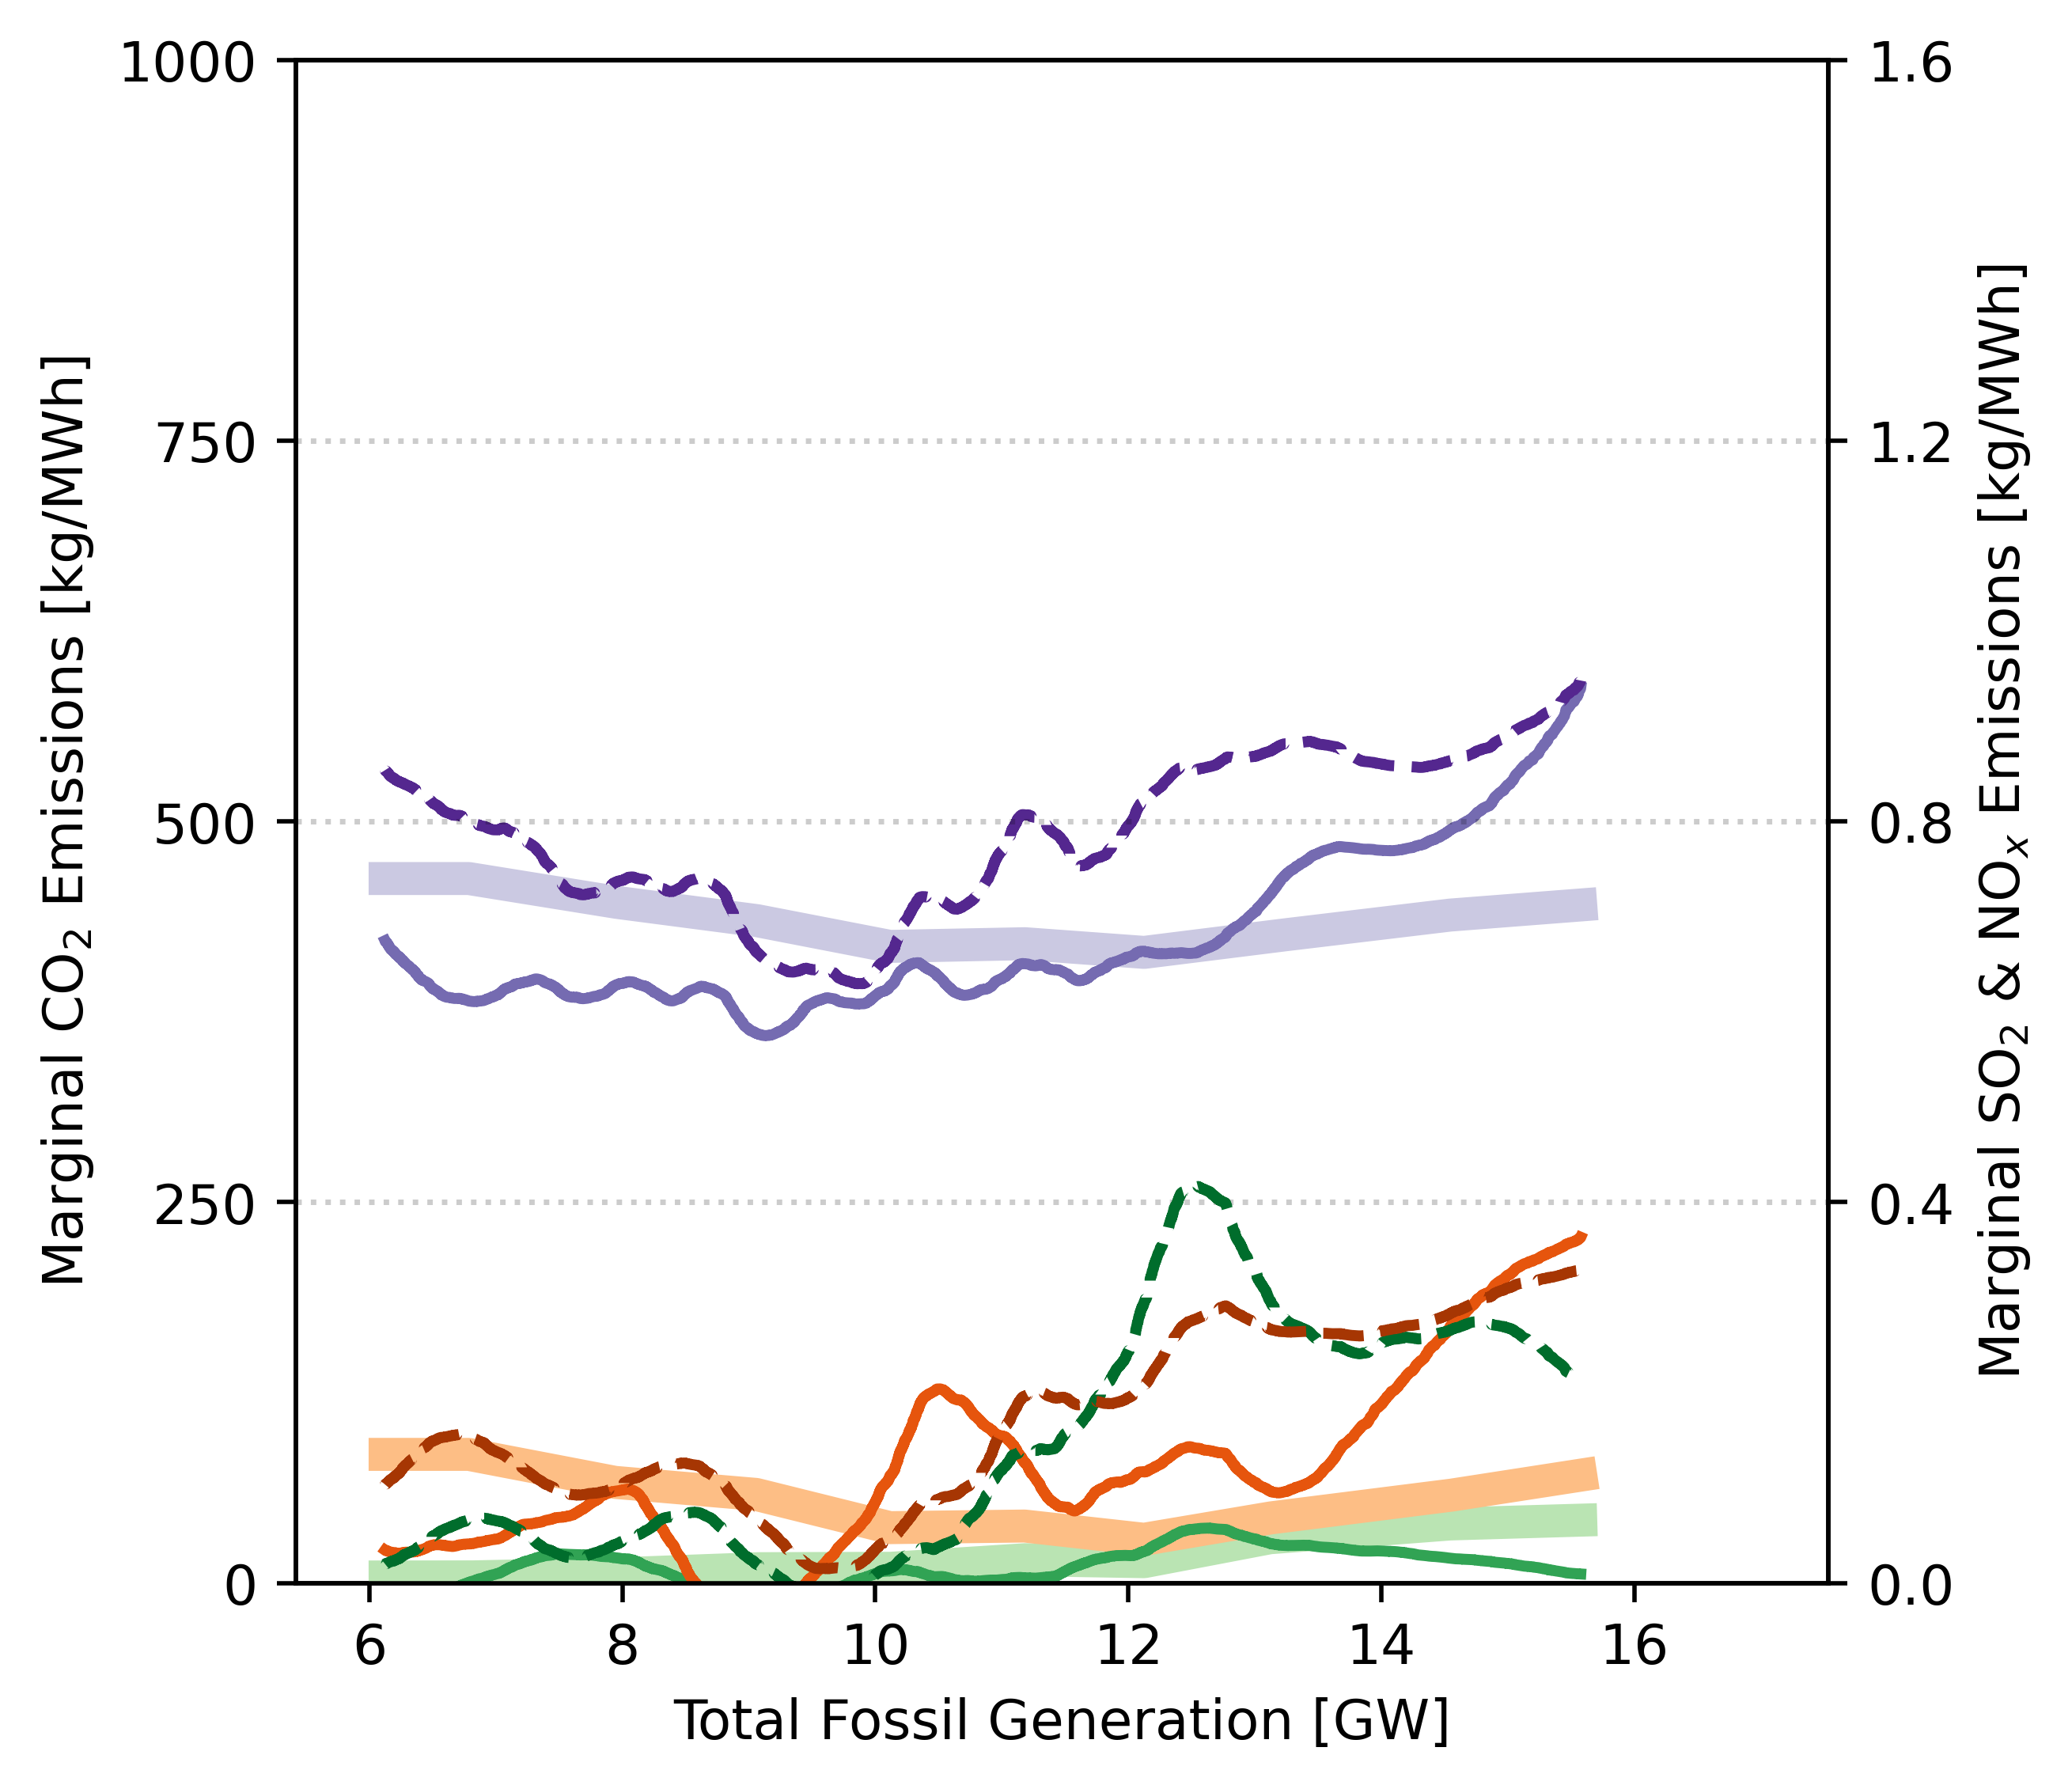 1000
750
500
250
0
Marginal CO₂ Emissions [kg/MWh]
1.6
1.2
0.8
0.4
0.0
Marginal SO₂ & NOₓ Emissions [kg/MWh]
6 8 10 12 14 16
Total Fossil Generation [GW]